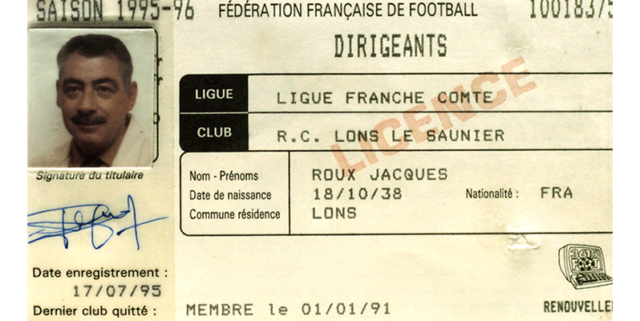 SAISON 1995-96 FÉDÉRATION FRANÇAISE DE FOOTBALL 10018375
DIRIGEANTS
LICENCE
LIGUE LIGUE FRANCHE COMTE
CLUB R.C. LONS LE SAUNIER
Signature du titulaire
Nom - Prénoms ROUX JACQUES
Date de naissance 18/10/38 Nationalité : FRA
Commune résidence LONS
Date enregistrement :
17/07/95
Dernier club quitté :
MEMBRE le 01/01/91
RENOUVELLE